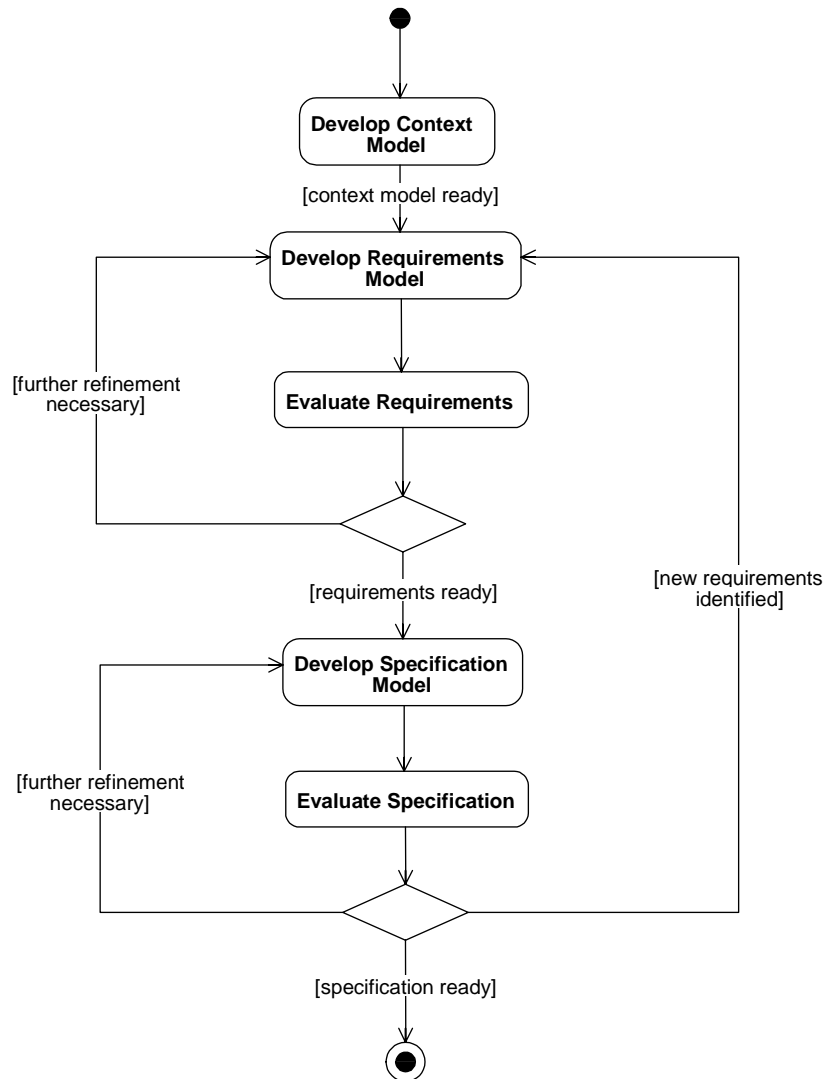 Develop Context
Model
[context model ready]
Develop Requirements
Model
[further refinement
necessary]
Evaluate Requirements
[requirements ready]
[new requirements
identified]
Develop Specification
Model
[further refinement
necessary]
Evaluate Specification
[specification ready]